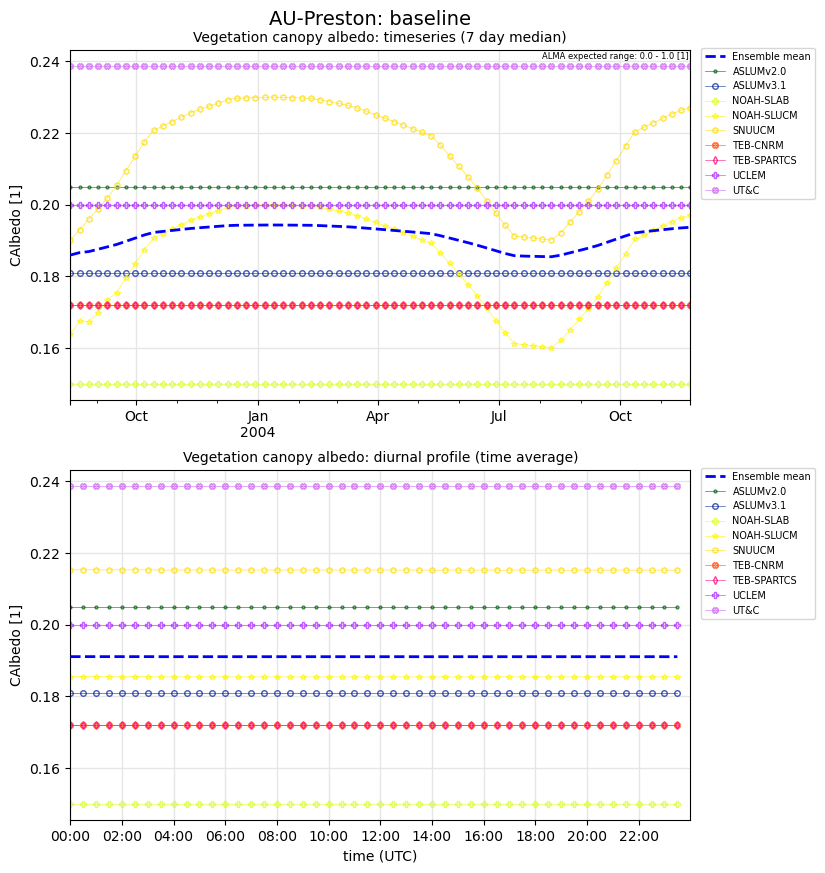 AU-Preston: baseline
Vegetation canopy albedo: timeseries (7 day median)
ALMA expected range: 0.0 - 1.0 [1]
CAlbedo [1]
0.24
0.22
0.20
0.18
0.16
Oct
Jan
2004
Apr
Jul
Oct
Ensemble mean
ASLUMv2.0
ASLUMv3.1
NOAH-SLAB
NOAH-SLUCM
SNUUCM
TEB-CNRM
TEB-SPARTCS
UCLEM
UT&C
Vegetation canopy albedo: diurnal profile (time average)
CAlbedo [1]
0.24
0.22
0.20
0.18
0.16
00:00 02:00 04:00 06:00 08:00 10:00 12:00 14:00 16:00 18:00 20:00 22:00
time (UTC)
Ensemble mean
ASLUMv2.0
ASLUMv3.1
NOAH-SLAB
NOAH-SLUCM
SNUUCM
TEB-CNRM
TEB-SPARTCS
UCLEM
UT&C